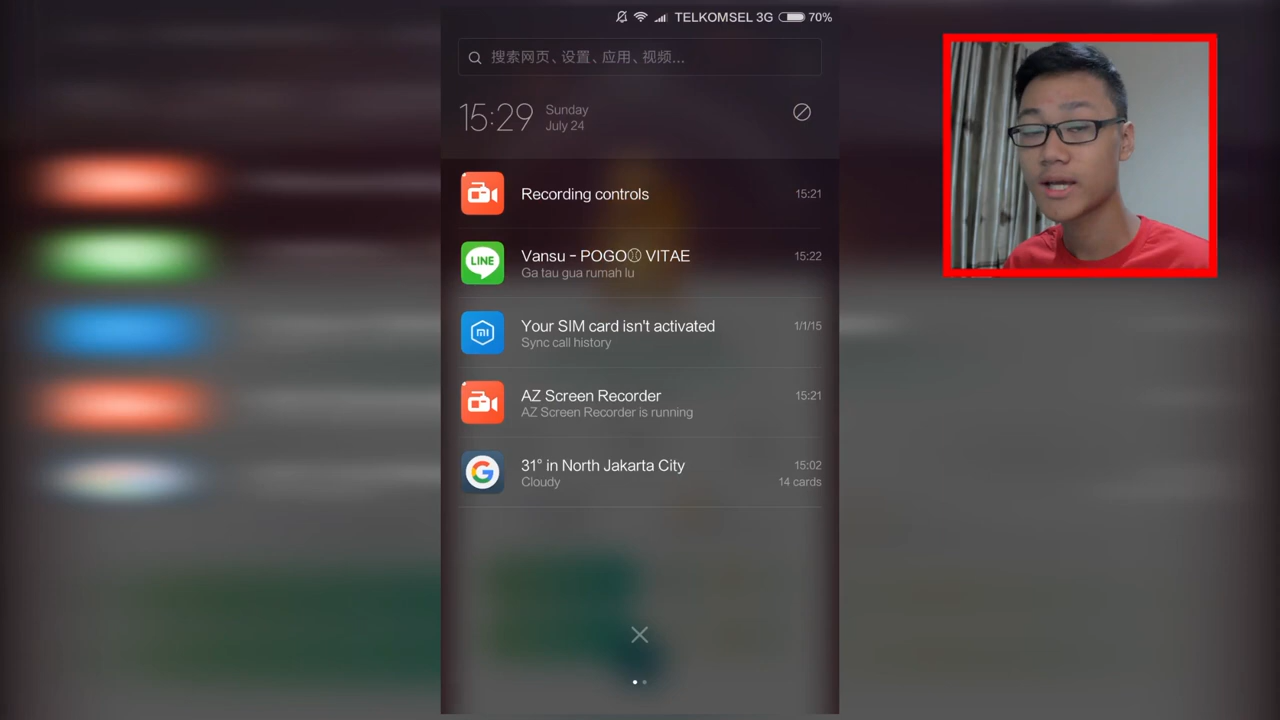 TELKOMSEL 3G 70%
搜索网页、设置、应用、视频...
15:29 Sunday
July 24
Recording controls 15:21
LINE
Vansu - POGO VITAE 15:22
Ga tau gua rumah lu
Your SIM card isn't activated 1/1/15
Sync call history
AZ Screen Recorder 15:21
AZ Screen Recorder is running
31° in North Jakarta City 15:02
Cloudy 14 cards